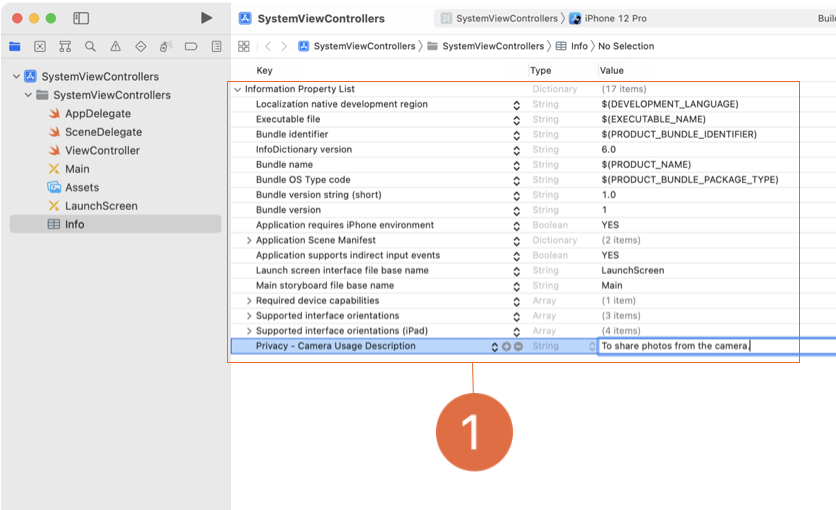 SystemViewControllers
SystemViewControllers iPhone 12 Pro
Buil
SystemViewControllers SystemViewControllers Info No Selection
SystemViewControllers
SystemViewControllers
AppDelegate
SceneDelegate
ViewController
Main
Assets
LaunchScreen
Info
Key Type Value
Information Property List Dictionary (17 items)
Localization native development region String $(DEVELOPMENT_LANGUAGE)
Executable file String $(EXECUTABLE_NAME)
Bundle identifier String $(PRODUCT_BUNDLE_IDENTIFIER)
InfoDictionary version String 6.0
Bundle name String $(PRODUCT_NAME)
Bundle OS Type code String $(PRODUCT_BUNDLE_PACKAGE_TYPE)
Bundle version string (short) String 1.0
Bundle version String 1
Application requires iPhone environment Boolean YES
Application Scene Manifest Dictionary (2 items)
Application supports indirect input events Boolean YES
Launch screen interface file base name String LaunchScreen
Main storyboard file base name String Main
Required device capabilities Array (1 item)
Supported interface orientations Array (3 items)
Supported interface orientations (iPad) Array (4 items)
Privacy - Camera Usage Description String To share photos from the camera.
1